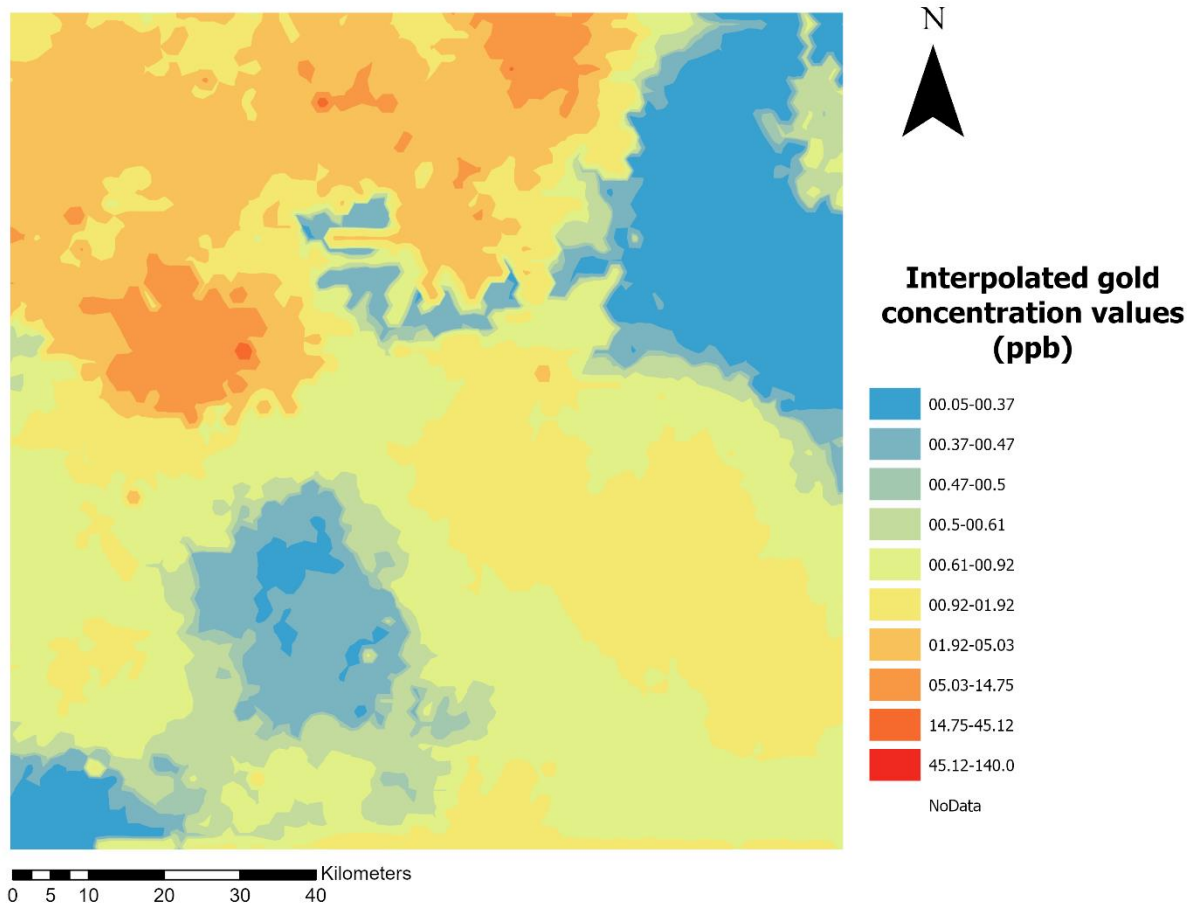 N
Interpolated gold
concentration values
(ppb)
00.05-00.37
00.37-00.47
00.47-00.5
00.5-00.61
00.61-00.92
00.92-01.92
01.92-05.03
05.03-14.75
14.75-45.12
45.12-140.0
NoData
Kilometers
0 5 10 20 30 40